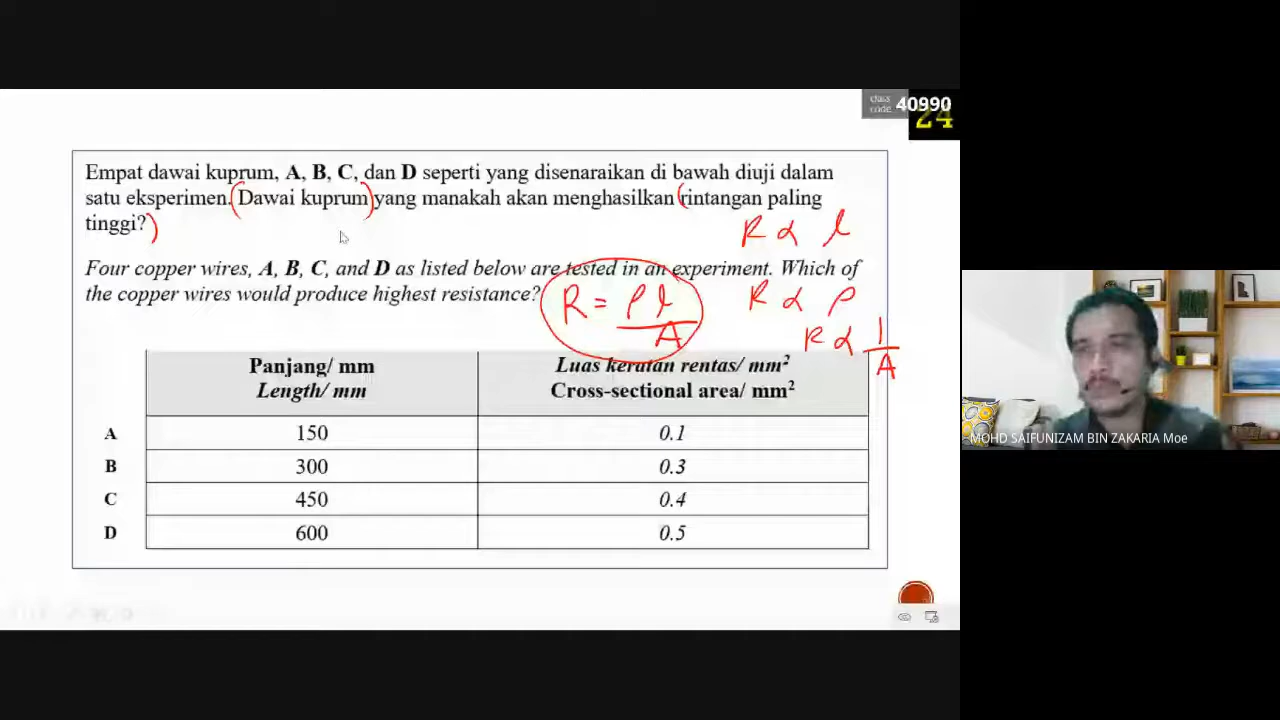 class code 40990
24
Empat dawai kuprum, A, B, C, dan D seperti yang disenaraikan di bawah diuji dalam
satu eksperimen. (Dawai kuprum) yang manakah akan menghasilkan (rintangan paling
tinggi?)
R ∝ l
Four copper wires, A, B, C, and D as listed below are tested in an experiment. Which of
the copper wires would produce highest resistance?
R = ρl/A
R ∝ ρ
R ∝ 1/A
Panjang/ mm Luas keratan rentas/ mm²
Length/ mm Cross-sectional area/ mm²
A 150 0.1
B 300 0.3
C 450 0.4
D 600 0.5
MOHD SAIFUNIZAM BIN ZAKARIA Moe